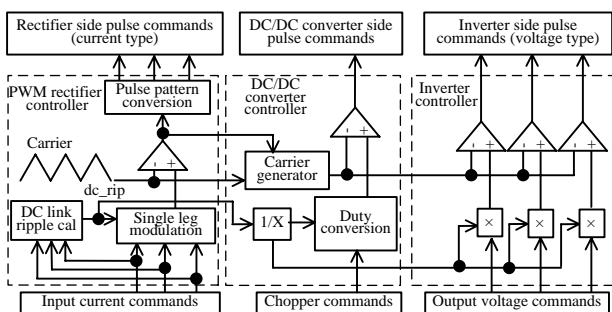 Rectifier side pulse commands
(current type)
DC/DC converter side
pulse commands
Inverter side pulse
commands (voltage type)
PWM rectifier
controller
Pulse pattern
conversion
DC/DC
converter
controller
Inverter
controller
Carrier
- +
- +
- +
- +
- +
dc_rip
Carrier
generator
DC link
ripple cal
Single leg
modulation
1/X
Duty
conversion
×
×
×
Input current commands
Chopper commands
Output voltage commands